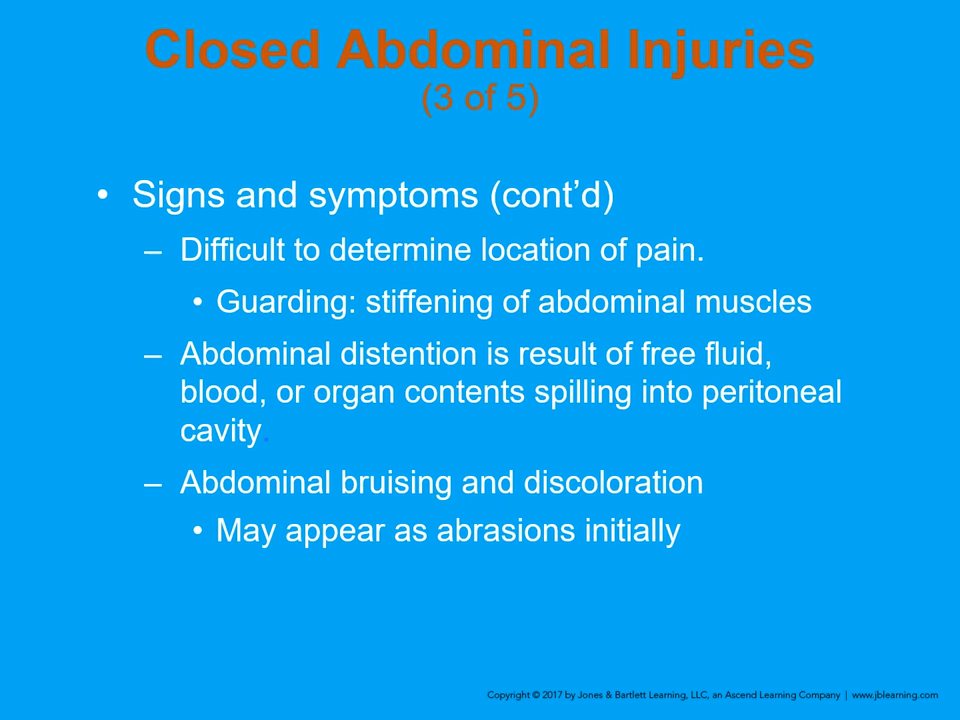 Closed Abdominal Injuries
(3 of 5)
• Signs and symptoms (cont’d)
– Difficult to determine location of pain.
• Guarding: stiffening of abdominal muscles
– Abdominal distention is result of free fluid,
blood, or organ contents spilling into peritoneal
cavity.
– Abdominal bruising and discoloration
• May appear as abrasions initially
Copyright © 2017 by Jones & Bartlett Learning, LLC, an Ascend Learning Company | www.jblearning.com